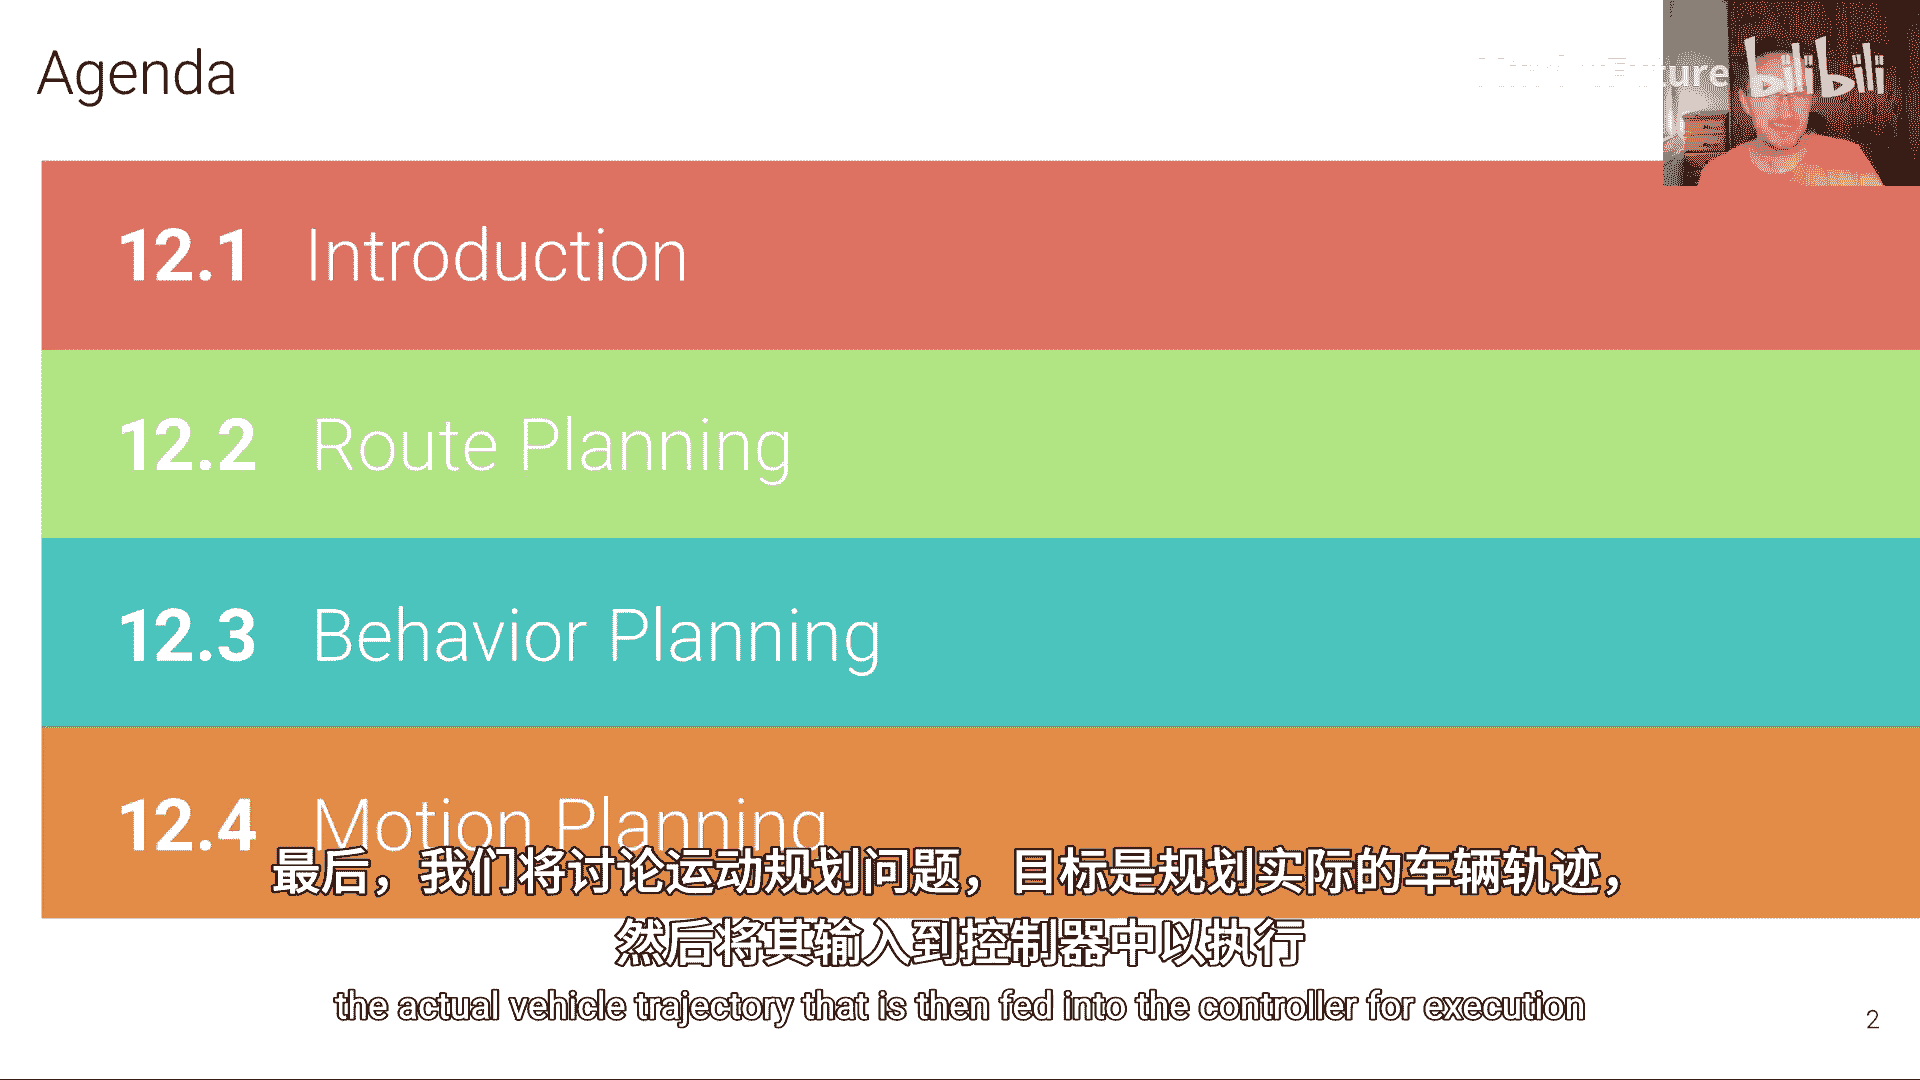 Agenda
bilibili
12.1 Introduction
12.2 Route Planning
12.3 Behavior Planning
12.4 Motion Planning
最后，我们将讨论运动规划问题，目标是规划实际的车辆轨迹，
然后将其输入到控制器中以执行
the actual vehicle trajectory that is then fed into the controller for execution
2